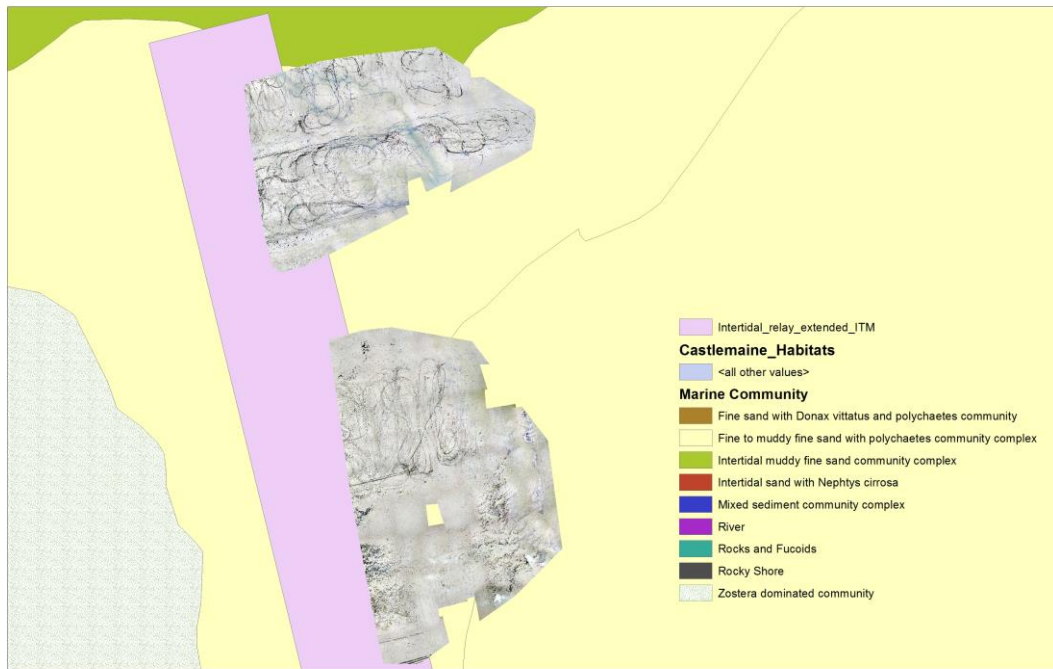 Intertidal_relay_extended_ITM
Castlemaine_Habitats
<all other values>
Marine Community
Fine sand with Donax vittatus and polychaetes community
Fine to muddy fine sand with polychaetes community complex
Intertidal muddy fine sand community complex
Intertidal sand with Nephtys cirrosa
Mixed sediment community complex
River
Rocks and Fucoids
Rocky Shore
Zostera dominated community